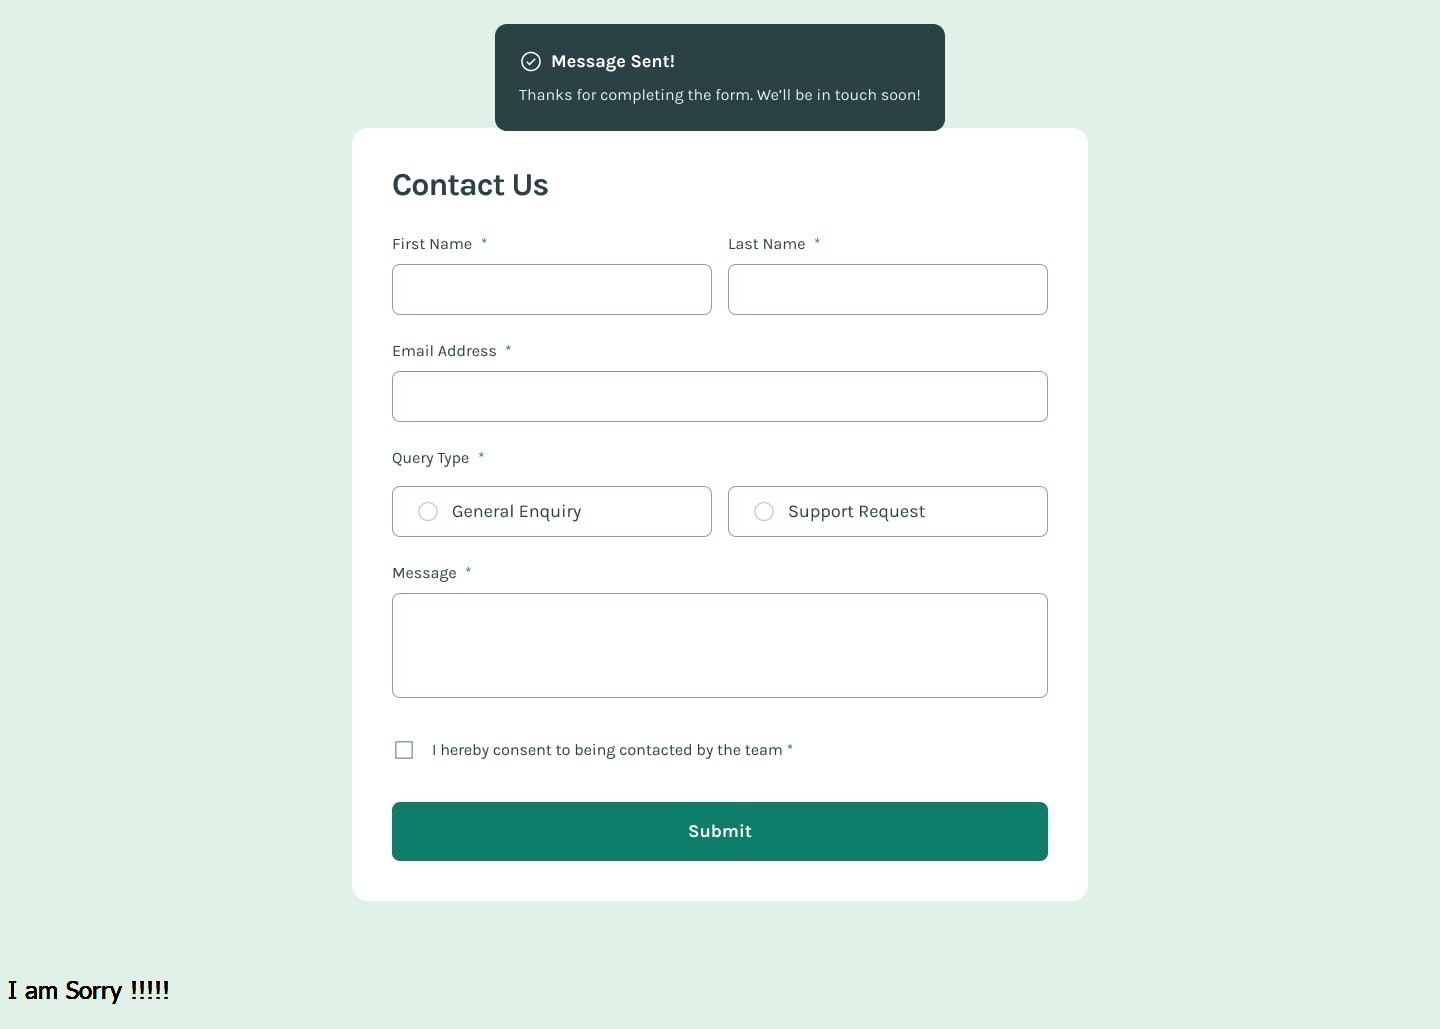 Message Sent!
Thanks for completing the form. We'll be in touch soon!
Contact Us
First Name * Last Name *
Email Address *
Query Type *
General Enquiry Support Request
Message *
I hereby consent to being contacted by the team *
Submit
I am Sorry !!!!!